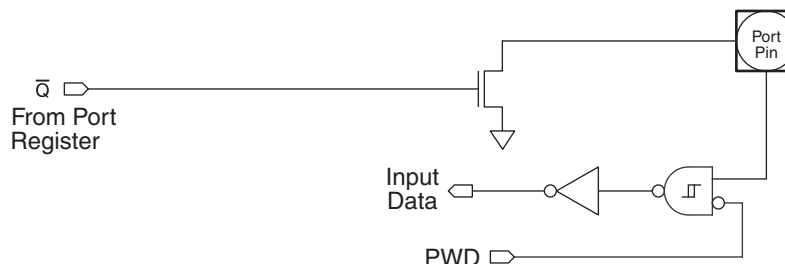 Port
Pin
Q̅
From Port
Register
Input
Data
PWD